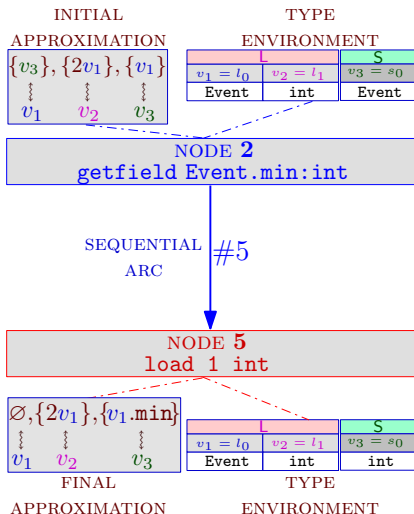 INITIAL
APPROXIMATION
TYPE
ENVIRONMENT
{v₃},{2v₁},{v₁}
v₁ v₂ v₃
L S
v₁ = l₀ v₂ = l₁ v₃ = s₀
Event int Event
NODE 2
getfield Event.min:int
SEQUENTIAL
ARC
#5
NODE 5
load 1 int
∅,{2v₁},{v₁.min}
v₁ v₂ v₃
L S
v₁ = l₀ v₂ = l₁ v₃ = s₀
Event int int
FINAL
APPROXIMATION
TYPE
ENVIRONMENT